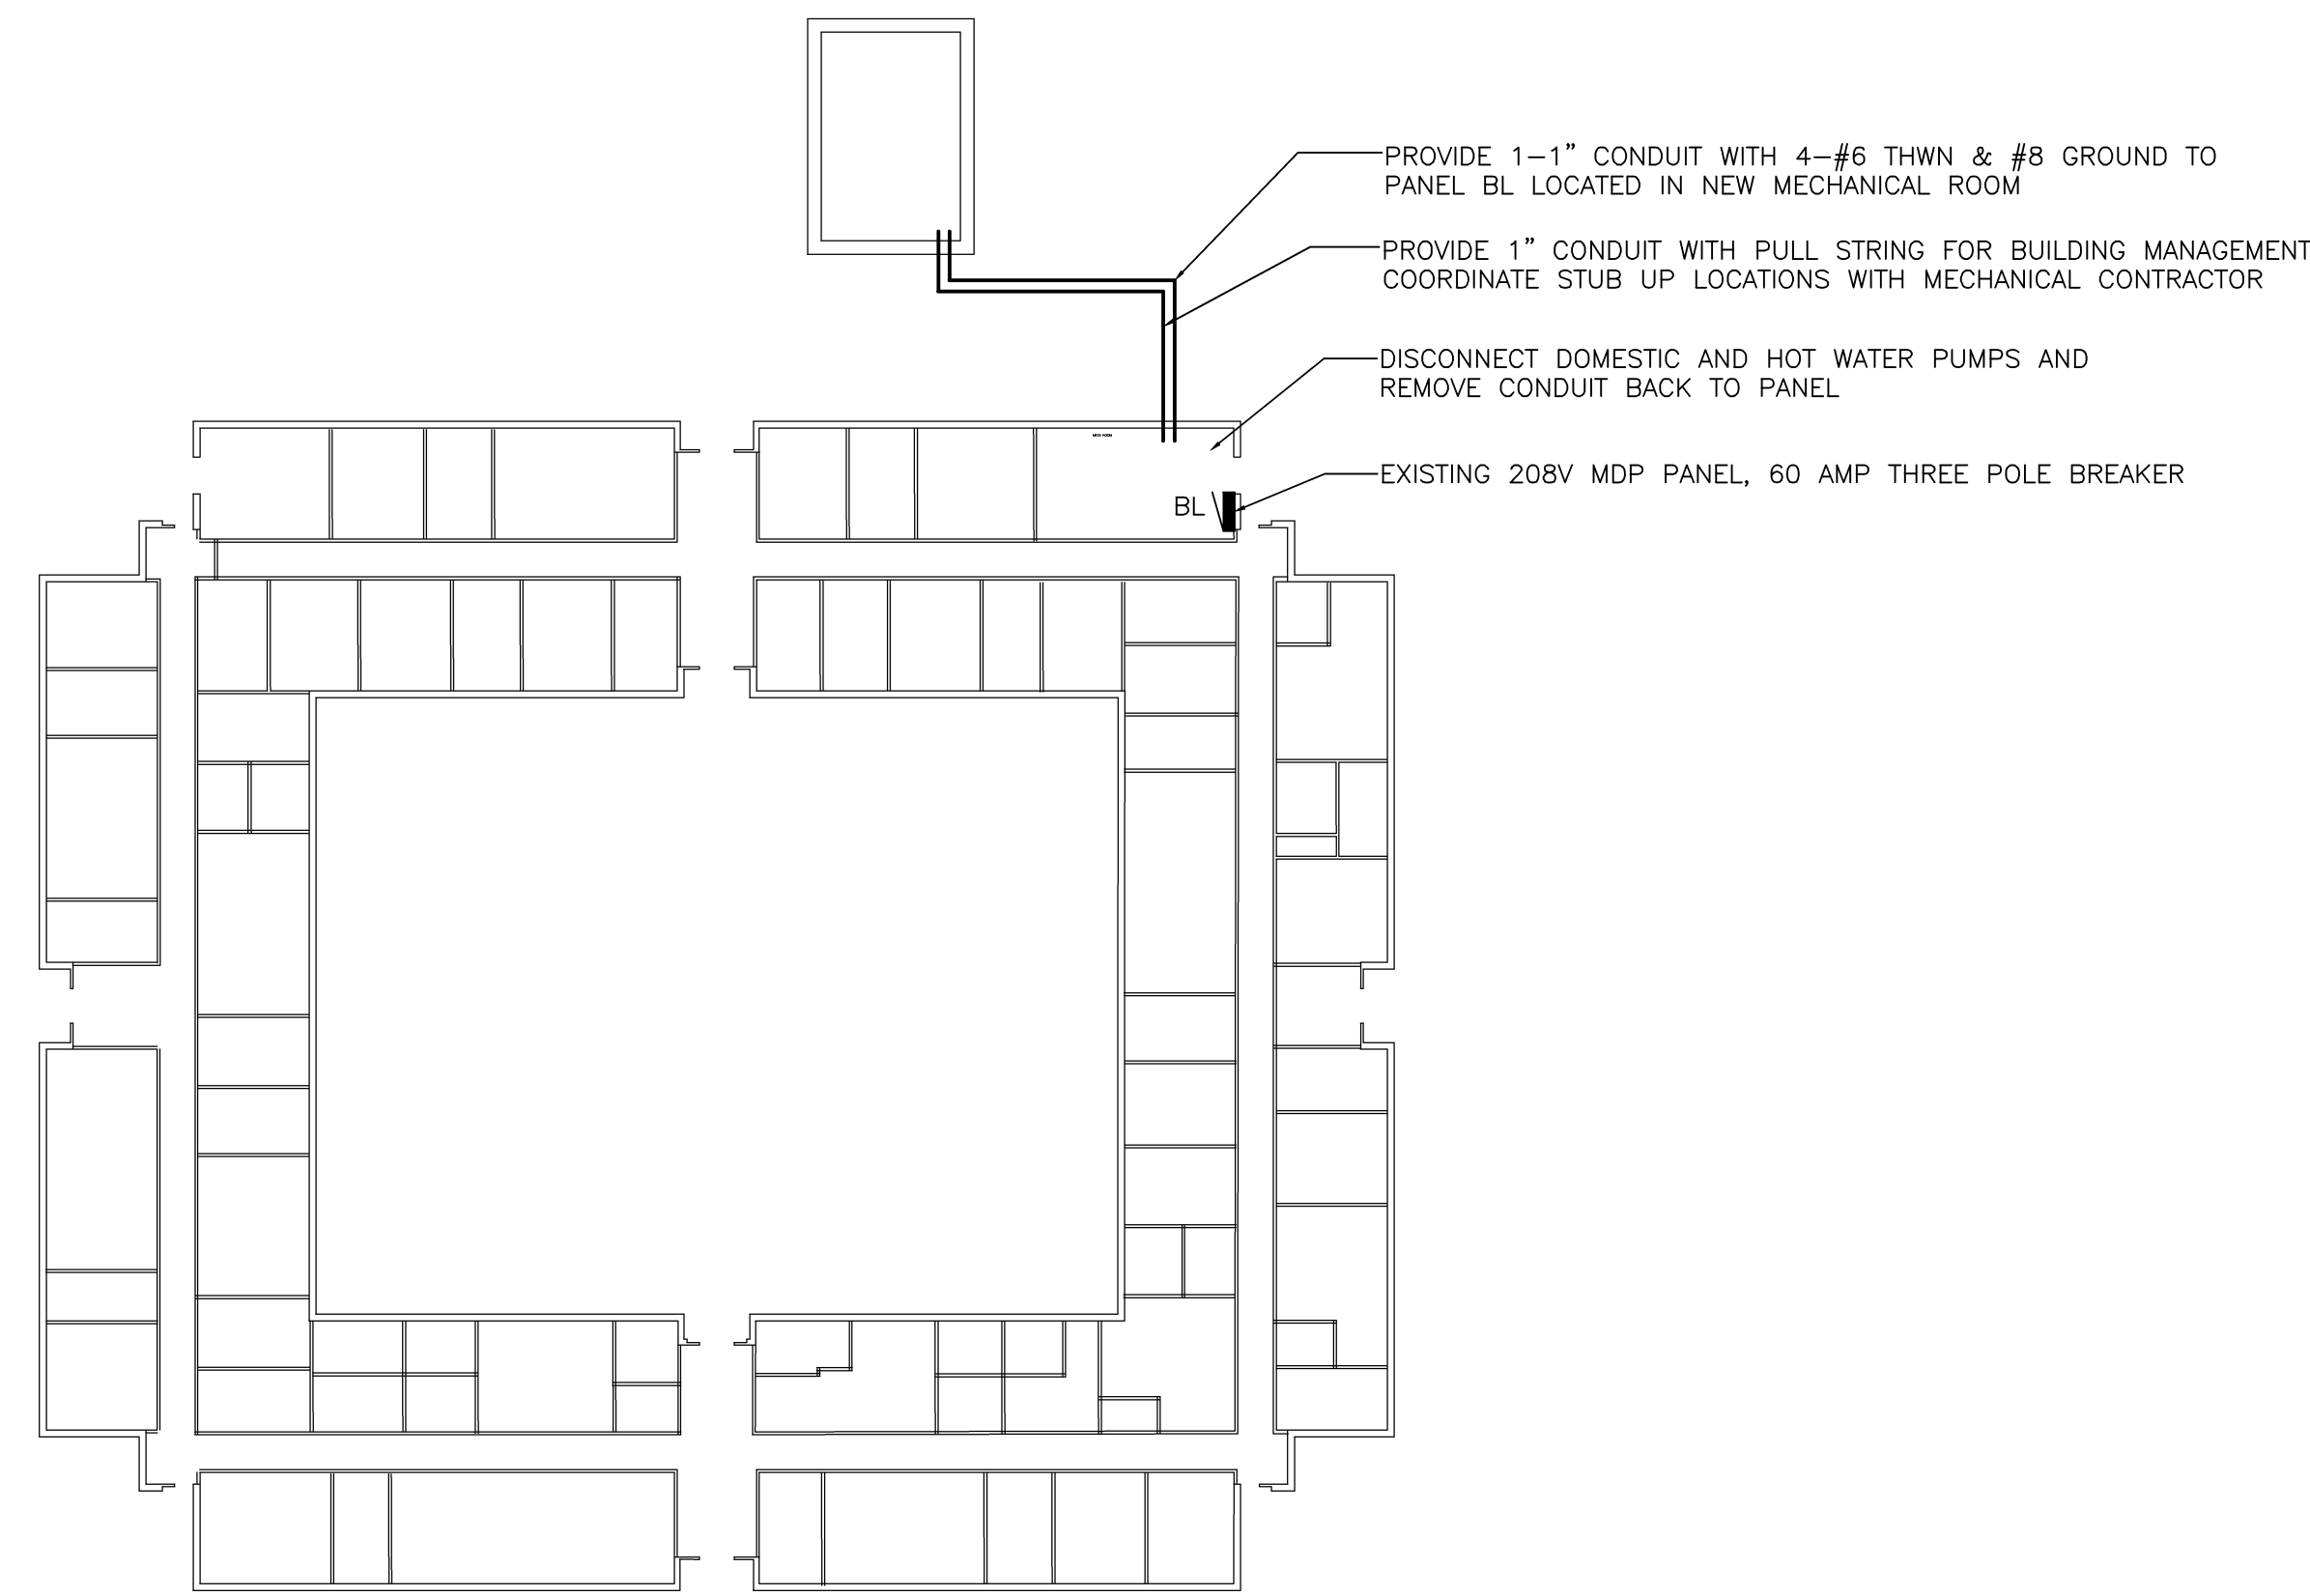 PROVIDE 1-1" CONDUIT WITH 4-#6 THWN & #8 GROUND TO
PANEL BL LOCATED IN NEW MECHANICAL ROOM
PROVIDE 1" CONDUIT WITH PULL STRING FOR BUILDING MANAGEMENT
COORDINATE STUB UP LOCATIONS WITH MECHANICAL CONTRACTOR
DISCONNECT DOMESTIC AND HOT WATER PUMPS AND
REMOVE CONDUIT BACK TO PANEL
EXISTING 208V MDP PANEL, 60 AMP THREE POLE BREAKER
BL